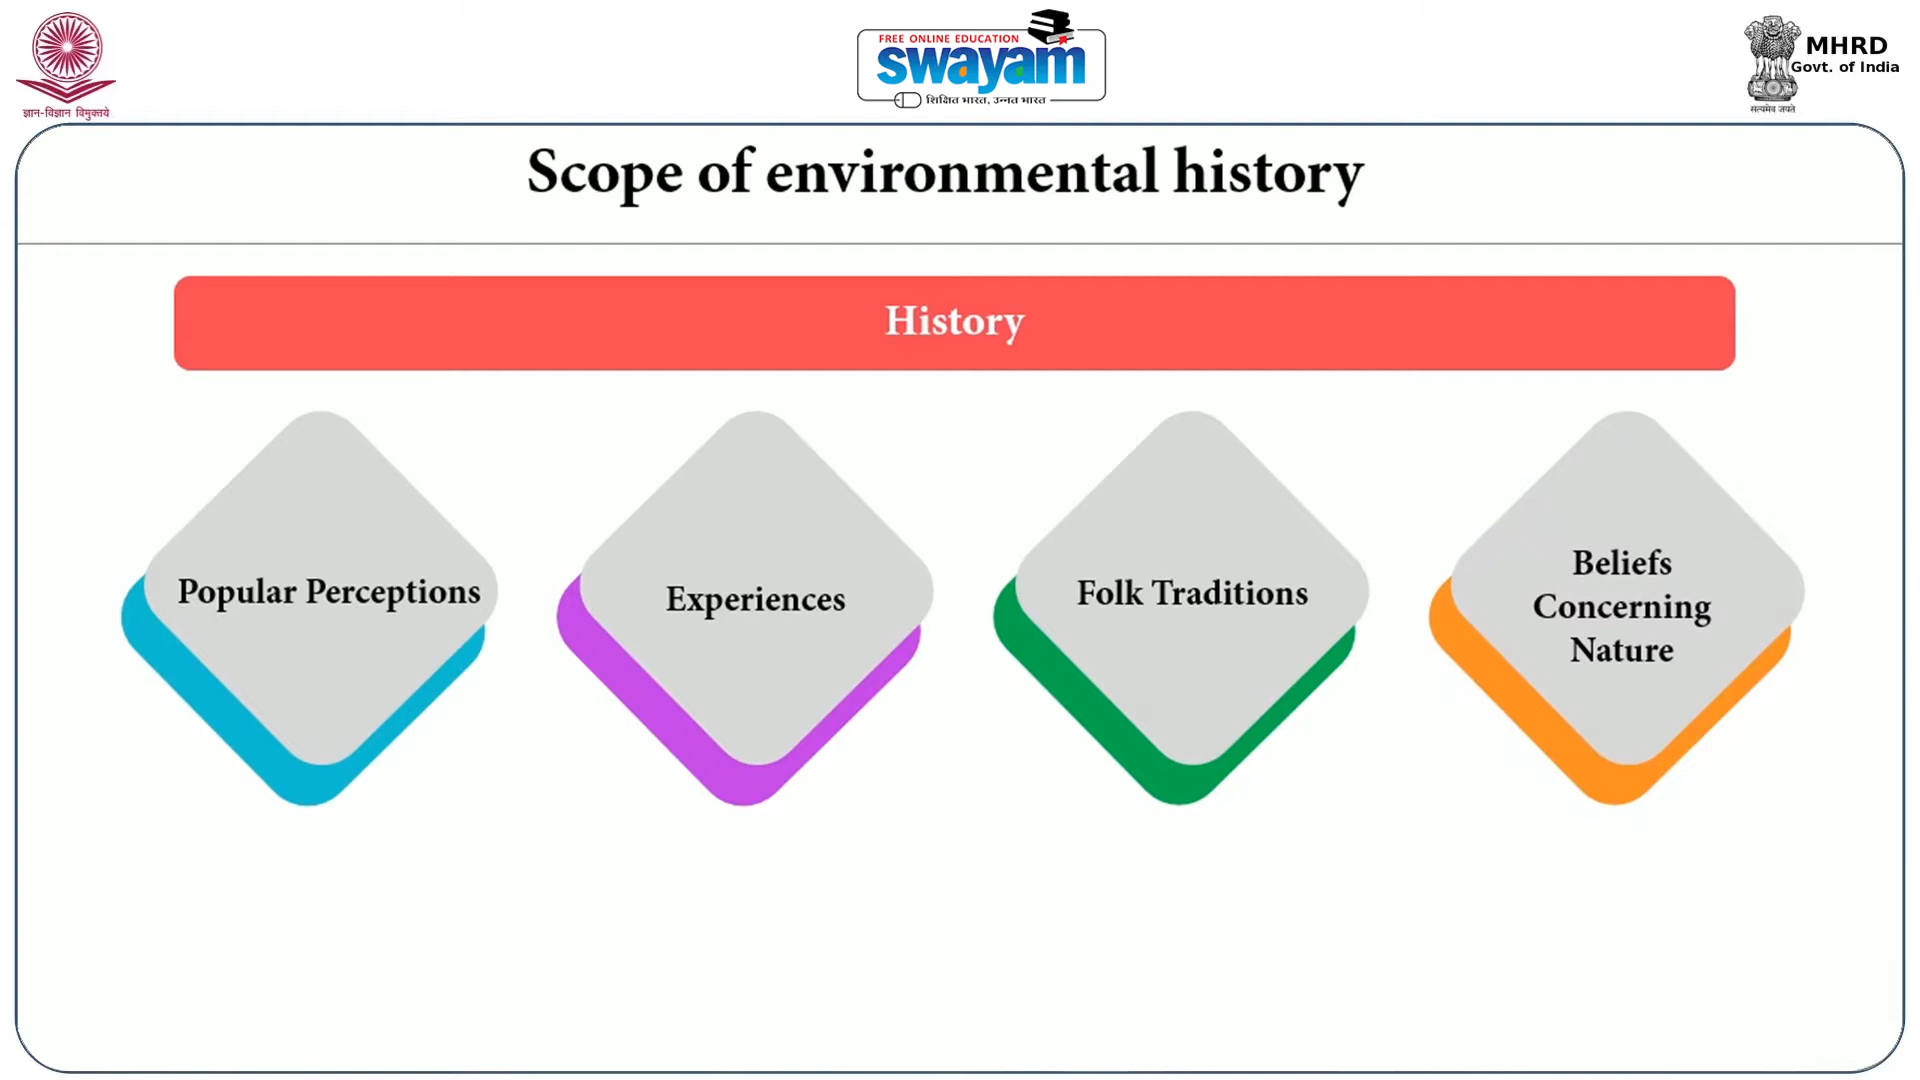 ज्ञान-विज्ञान विमुक्तये
FREE ONLINE EDUCATION
swayam
शिक्षित भारत, उन्नत भारत
MHRD
Govt. of India
सत्यमेव जयते
Scope of environmental history
History
Popular Perceptions
Experiences
Folk Traditions
Beliefs
Concerning
Nature